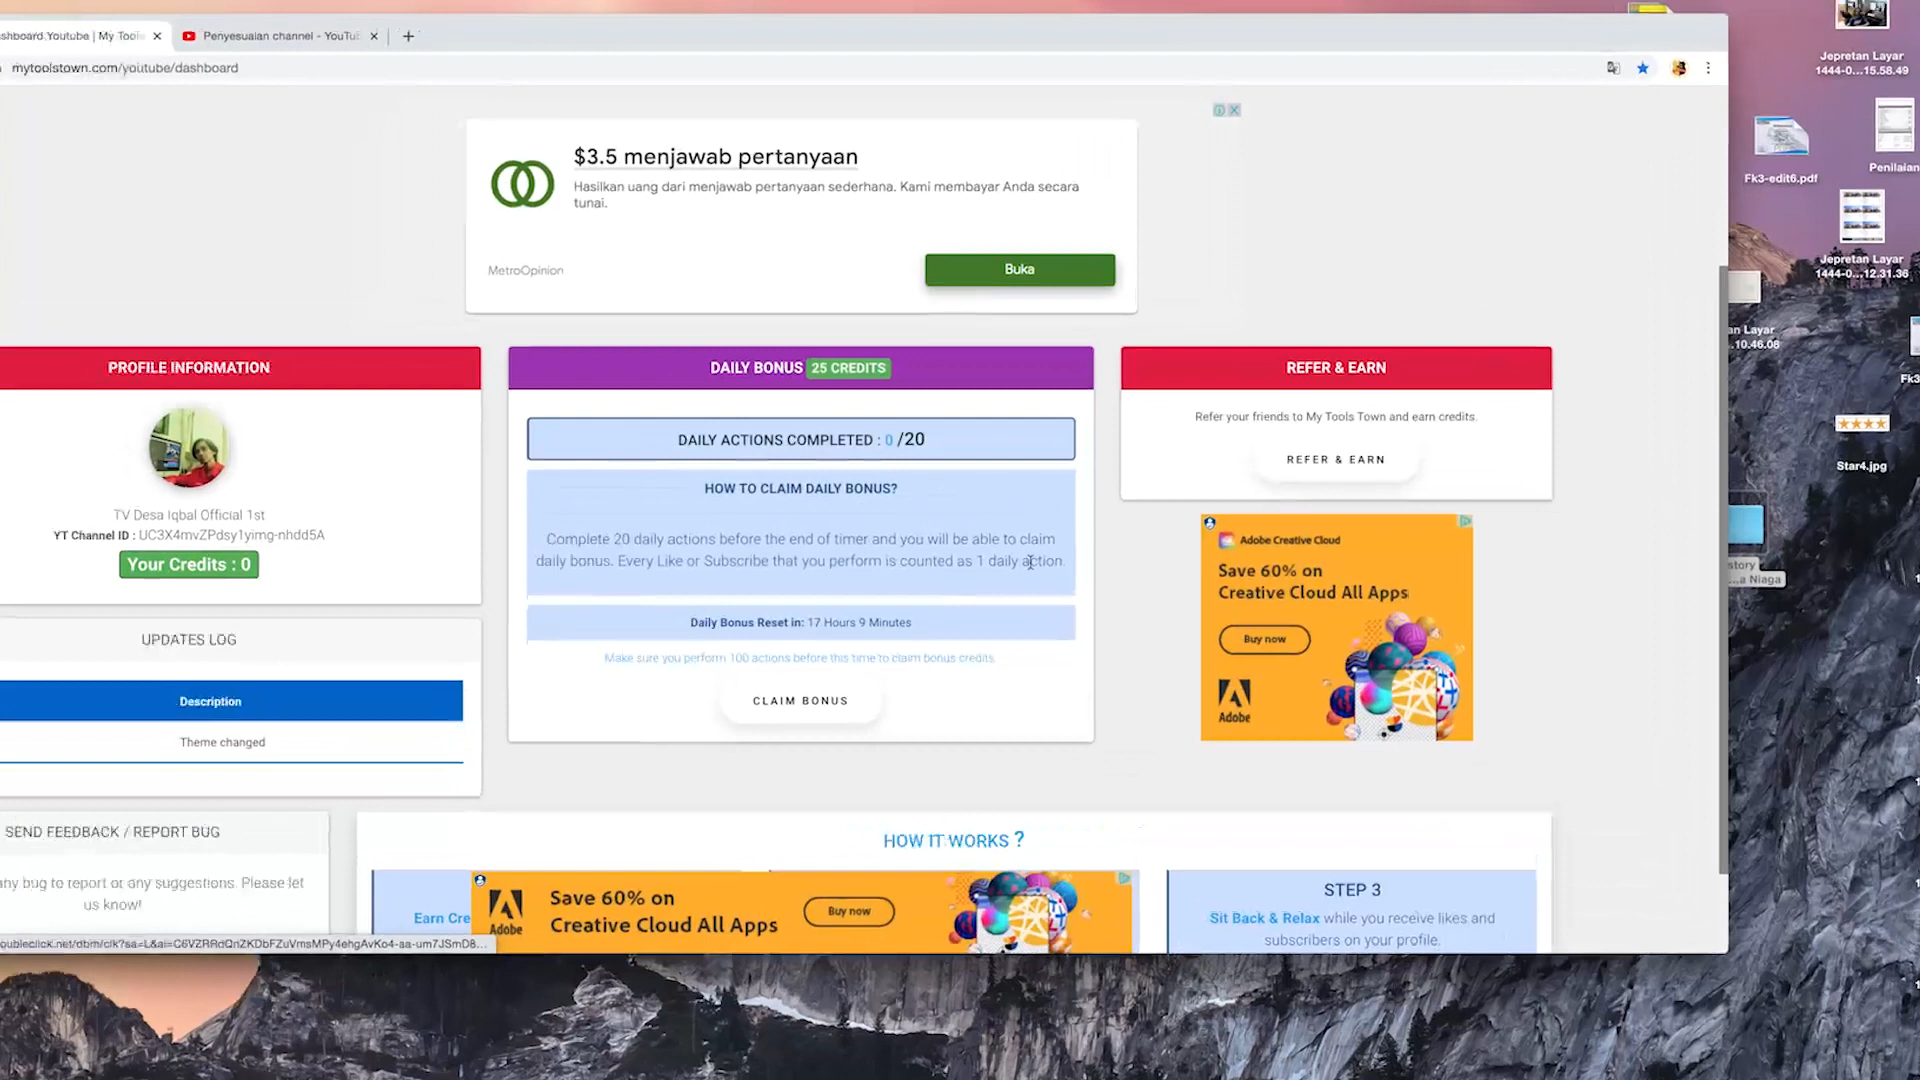 shboard.Youtube | My Tools
Penyesuaian channel - YouTu
mytoolstown.com/youtube/dashboard
Jepretan Layar
1444-0...15.58.49
$3.5 menjawab pertanyaan
Hasilkan uang dari menjawab pertanyaan sederhana. Kami membayar Anda secara
tunai.
MetroOpinion
Buka
Fk3-edit6.pdf
Penilaian
Jepretan Layar
1444-0...12.31.36
an Layar
.10.46.08
Fk3
Star4.jpg
story
...a Niaga
PROFILE INFORMATION
TV Desa Iqbal Official 1st
YT Channel ID : UC3X4mvZPdsy1yimg-nhdd5A
Your Credits : 0
UPDATES LOG
Description
Theme changed
DAILY BONUS 25 CREDITS
DAILY ACTIONS COMPLETED : 0 /20
HOW TO CLAIM DAILY BONUS?
Complete 20 daily actions before the end of timer and you will be able to claim
daily bonus. Every Like or Subscribe that you perform is counted as 1 daily action.
Daily Bonus Reset in: 17 Hours 9 Minutes
Make sure you perform 100 actions before this time to claim bonus credits
CLAIM BONUS
REFER & EARN
Refer your friends to My Tools Town and earn credits.
REFER & EARN
Adobe Creative Cloud
Save 60% on
Creative Cloud All Apps
Buy now
Adobe
SEND FEEDBACK / REPORT BUG
any bug to report or any suggestions. Please let
us know!
HOW IT WORKS ?
Earn Cre
Adobe
Save 60% on
Creative Cloud All Apps
Buy now
STEP 3
Sit Back & Relax while you receive likes and
subscribers on your profile.